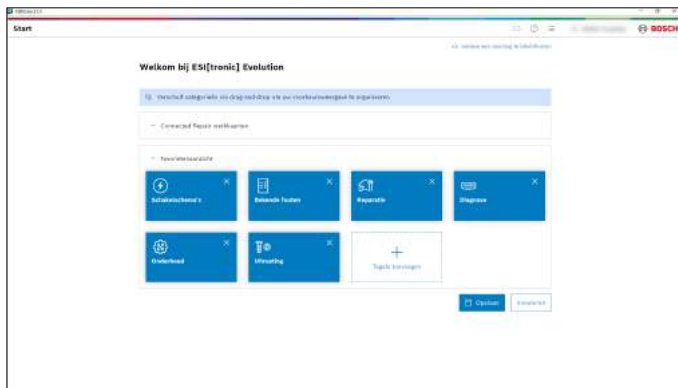 Start
BOSCH
Welkom bij ESI[tronic] Evolution
Verschuif categorieën via drag and drop om uw voorkeursweergave te organiseren
Connected Repair werkkaarten
Favorietenoverzicht
Schakelschema's
Bekende fouten
Reparatie
Diagnose
Onderhoud
Uitrusting
Tegels toevoegen
Opslaan
Annuleren